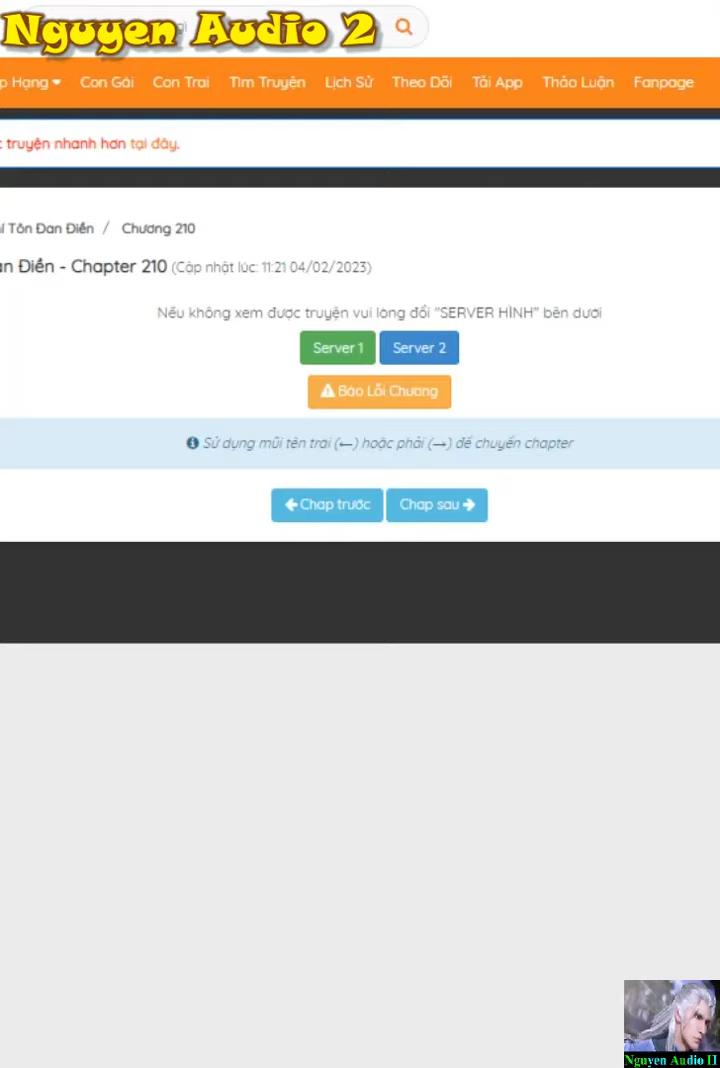 Nguyen Audio 2
p Hạng Con Gái Con Trai Tìm Truyện Lịch Sử Theo Dõi Tải App Thảo Luận Fanpage
truyện nhanh hơn tại đây.
Tôn Đan Điền / Chương 210
an Điền - Chapter 210 (Cập nhật lúc: 11:21 04/02/2023)
Nếu không xem được truyện vui lòng đổi "SERVER HÌNH" bên dưới
Server 1 Server 2
Báo Lỗi Chương
Sử dụng mũi tên trái (←) hoặc phải (→) để chuyển chapter
Chap trước Chap sau
Nguyen Audio II